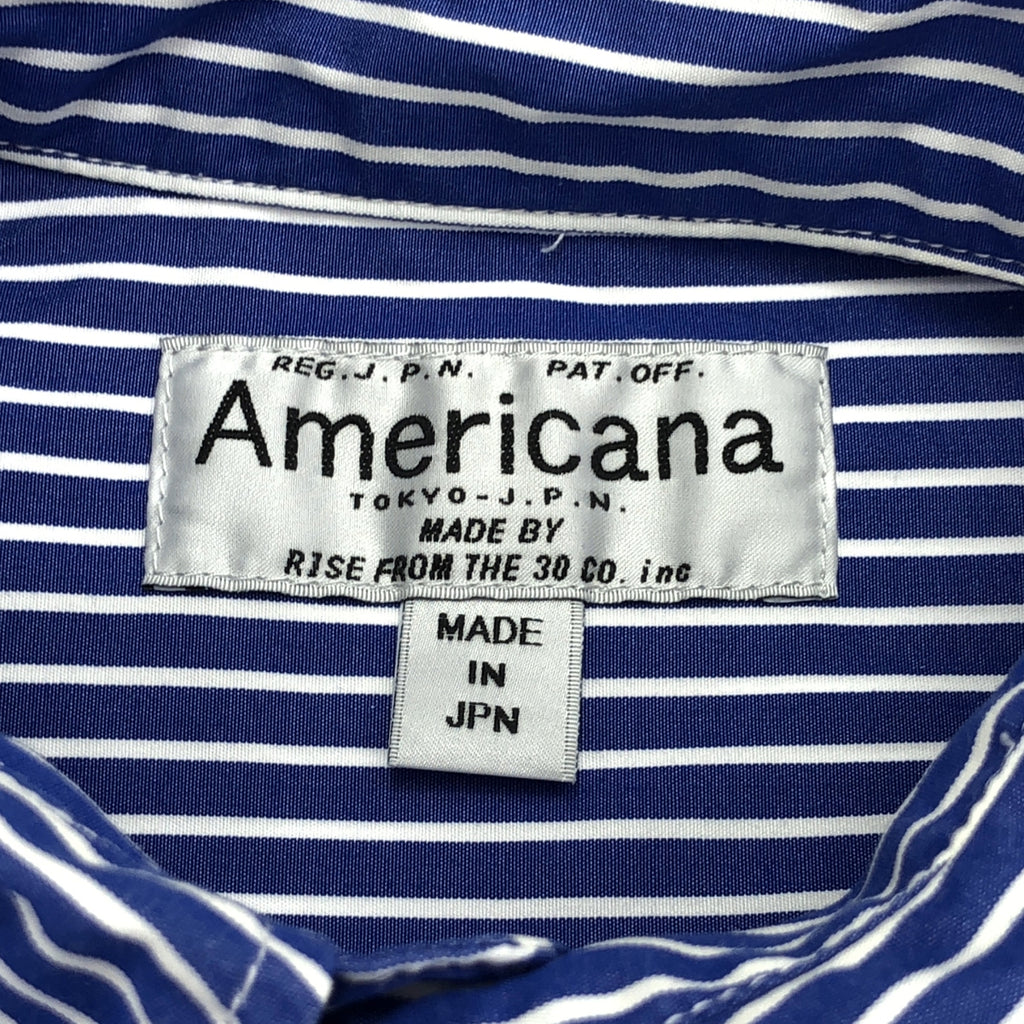 REG.J.P.N. PAT.OFF.
Americana
TOKYO-J.P.N.
MADE BY
RISE FROM THE 30 CO. inc
MADE
IN
JPN